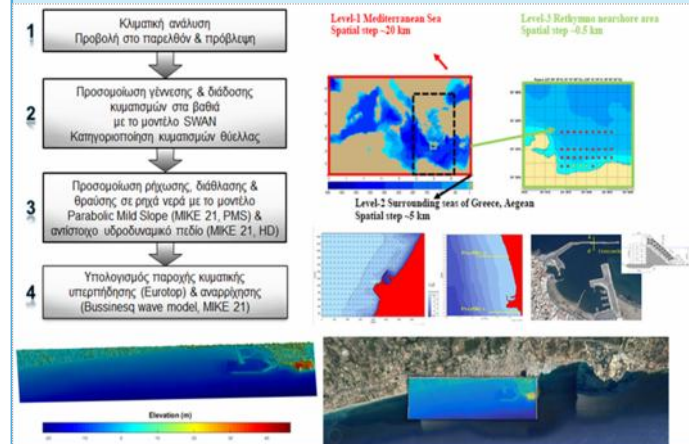 1
Κλιματική ανάλυση
Προβολή στο παρελθόν & πρόβλεψη
2
Προσομοίωση γέννεσης & διάδοσης
κυματισμών στα βαθιά
με το μοντέλο SWAN
Κατηγοριοποίηση κυματισμών θύελλας
3
Προσομοίωση ρήχωσης, διάθλασης &
θραύσης σε ρηχά νερά με το μοντέλο
Parabolic Mild Slope (MIKE 21, PMS) &
αντίστοιχο υδροδυναμικό πεδίο (MIKE 21, HD)
4
Υπολογισμός παροχής κυματικής
υπερπήδησης (Eurotop) & αναρρίχησης
(Bussinesq wave model, MIKE 21)
Level-1 Mediterranean Sea
Spatial step ~20 km
Level-3 Rethymno nearshore area
Spatial step ~0.5 km
Level-2 Surrounding seas of Greece, Aegean
Spatial step ~5 km
Elevation (m)